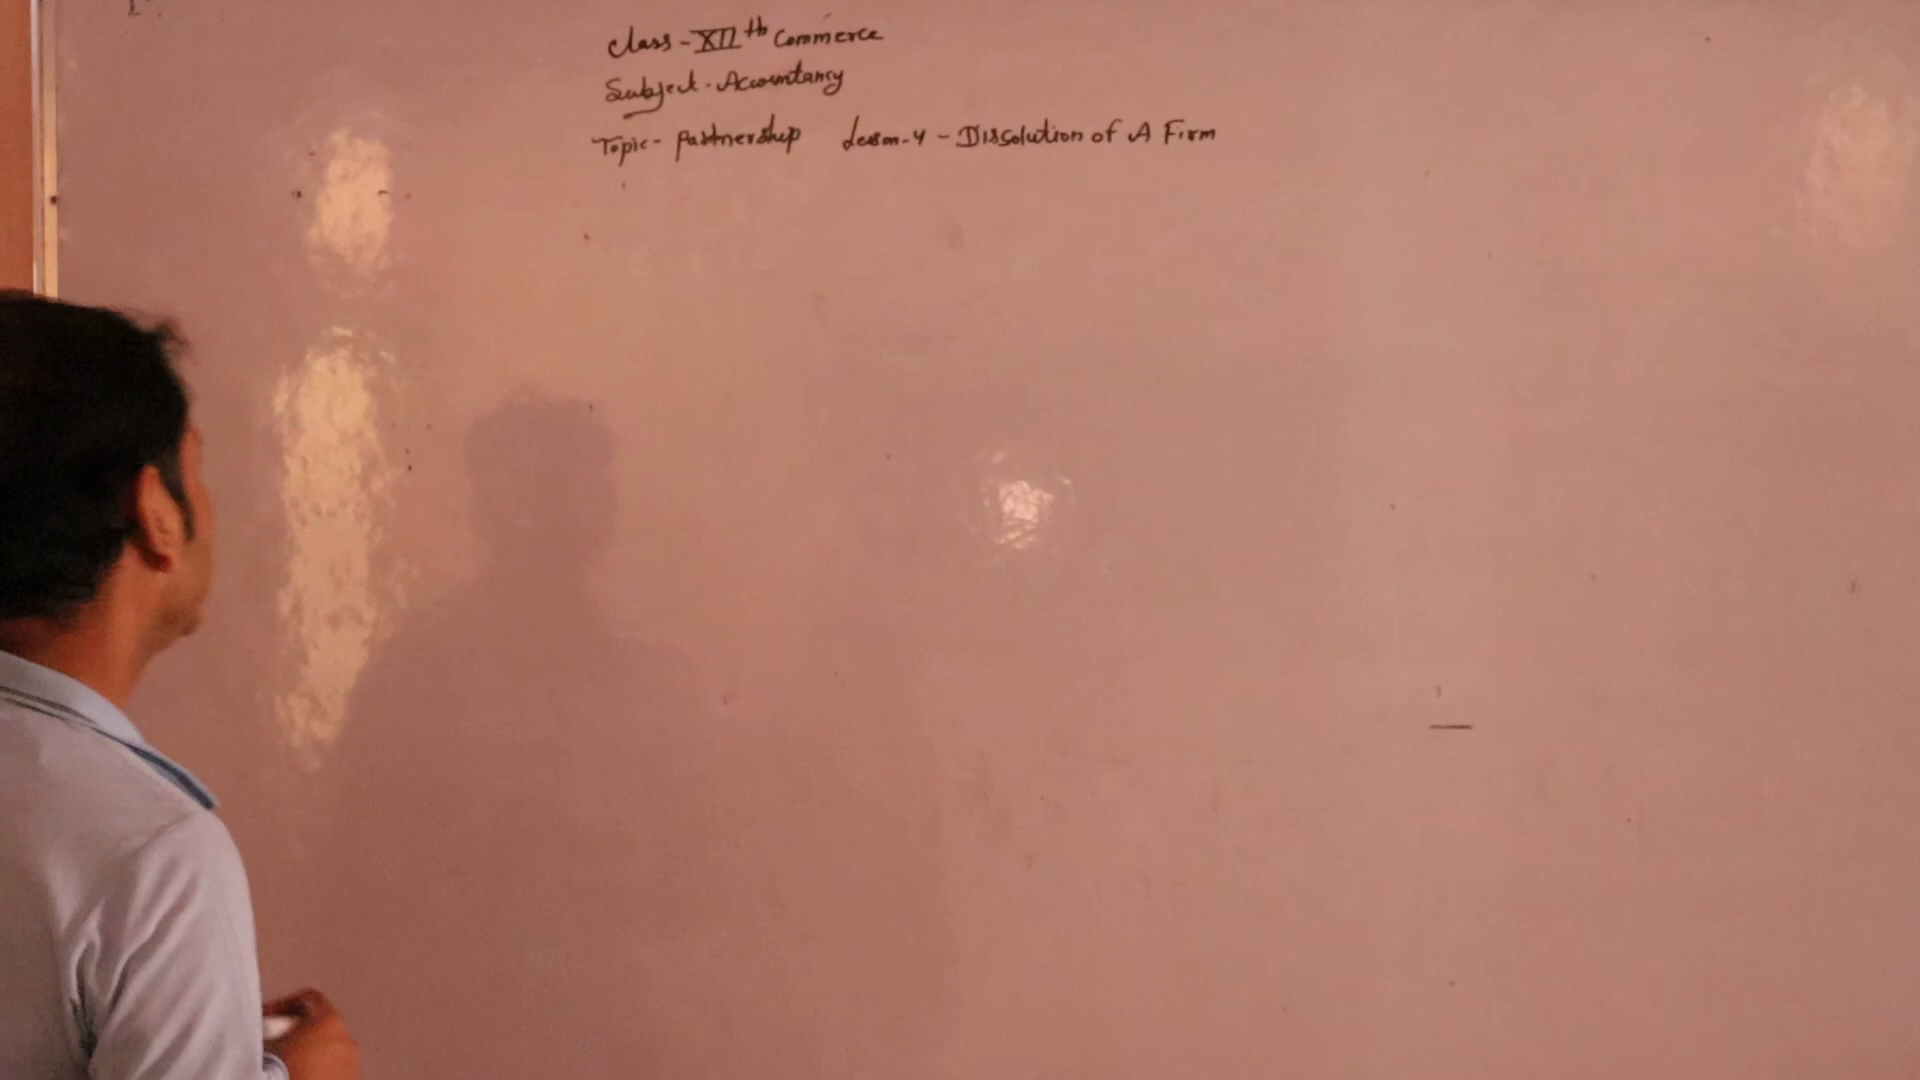 Class - XII th Commerce
Subject - Accountancy
Topic - Partnership Lesson - 4 - Dissolution of A Firm